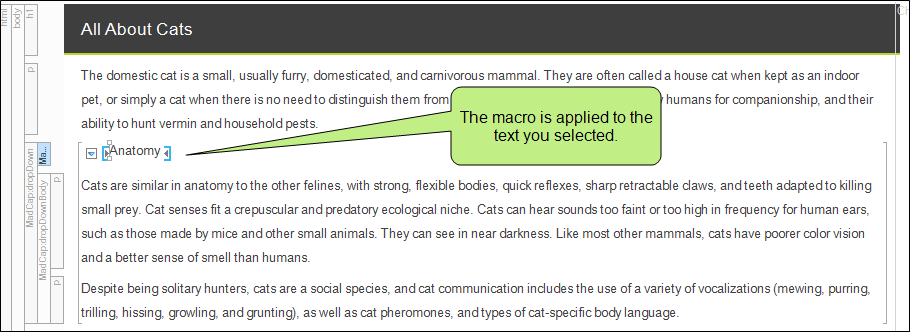 html
body
h1
All About Cats
p
The domestic cat is a small, usually furry, domesticated, and carnivorous mammal. They are often called a house cat when kept as an indoor
pet, or simply a cat when there is no need to distinguish them from
humans for companionship, and their
ability to hunt vermin and household pests.
The macro is applied to the
text you selected.
MadCap:dropDown
Ma...
Anatomy
MadCap:dropDownBody
p
Cats are similar in anatomy to the other felines, with strong, flexible bodies, quick reflexes, sharp retractable claws, and teeth adapted to killing
small prey. Cat senses fit a crepuscular and predatory ecological niche. Cats can hear sounds too faint or too high in frequency for human ears,
such as those made by mice and other small animals. They can see in near darkness. Like most other mammals, cats have poorer color vision
and a better sense of smell than humans.
p
Despite being solitary hunters, cats are a social species, and cat communication includes the use of a variety of vocalizations (mewing, purring,
trilling, hissing, growling, and grunting), as well as cat pheromones, and types of cat-specific body language.